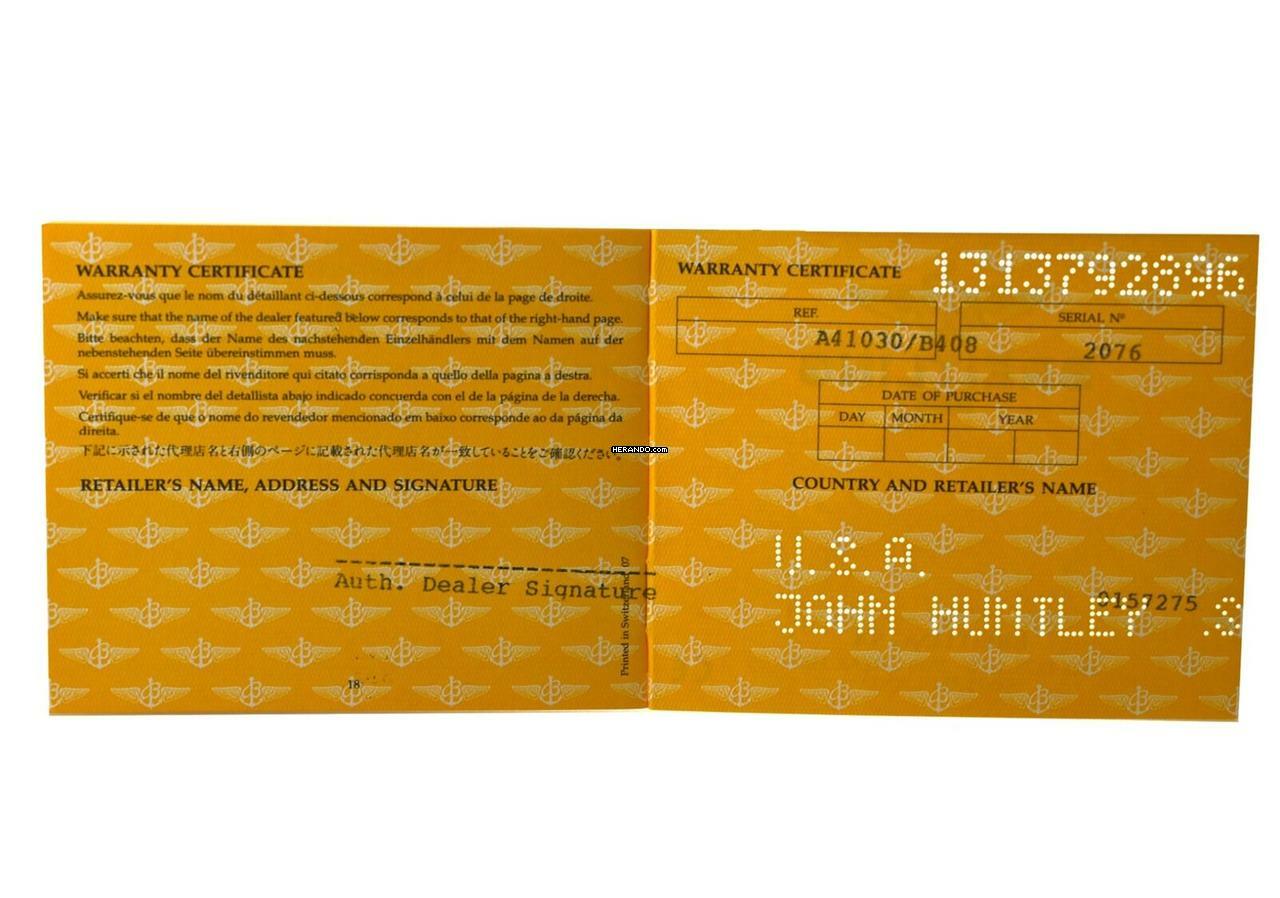 WARRANTY CERTIFICATE
Assurez-vous que le nom du détaillant ci-dessous correspond à celui de la page de droite.
Make sure that the name of the dealer featured below corresponds to that of the right-hand page.
Bitte beachten, dass der Name des nachstehenden Einzelhändlers mit dem Namen auf der
nebenstehenden Seite übereinstimmen muss.
Si accerti che il nome del rivenditore qui citato corrisponda a quello della pagina a destra.
Verificar si el nombre del detallista abajo indicado concuerda con el de la página de la derecha.
Certifique-se de que o nome do revendedor mencionado em baixo corresponde ao da página da
direita.
下記に示された代理店名と右側のページに記載された代理店名が一致していることをご確認ください。
RETAILER'S NAME, ADDRESS AND SIGNATURE
Auth. Dealer Signature
Printed in Switzerland 07
18
HERANDO.com
WARRANTY CERTIFICATE
1313792896
REF.
SERIAL Nº
A41030/B408
2076
DATE OF PURCHASE
DAY MONTH YEAR
COUNTRY AND RETAILER'S NAME
U.S.A.
0157275
JOHN HUNTLEY S